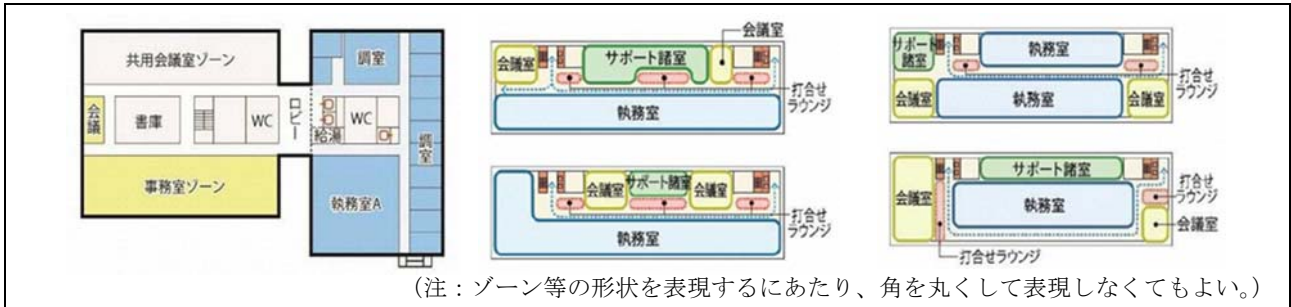 共用会議室ゾーン
調室
会議
書庫
WC
ロビー
給湯
WC
調室
事務室ゾーン
執務室A
会議室
会議室
サポート諸室
打合せ
ラウンジ
執務室
会議室
サポート諸室
会議室
打合せ
ラウンジ
執務室
サポート
諸室
執務室
打合せ
ラウンジ
会議室
執務室
会議室
サポート諸室
会議室
執務室
打合せ
ラウンジ
会議室
打合せラウンジ
(注:ゾーン等の形状を表現するにあたり、角を丸くして表現しなくてもよい。)